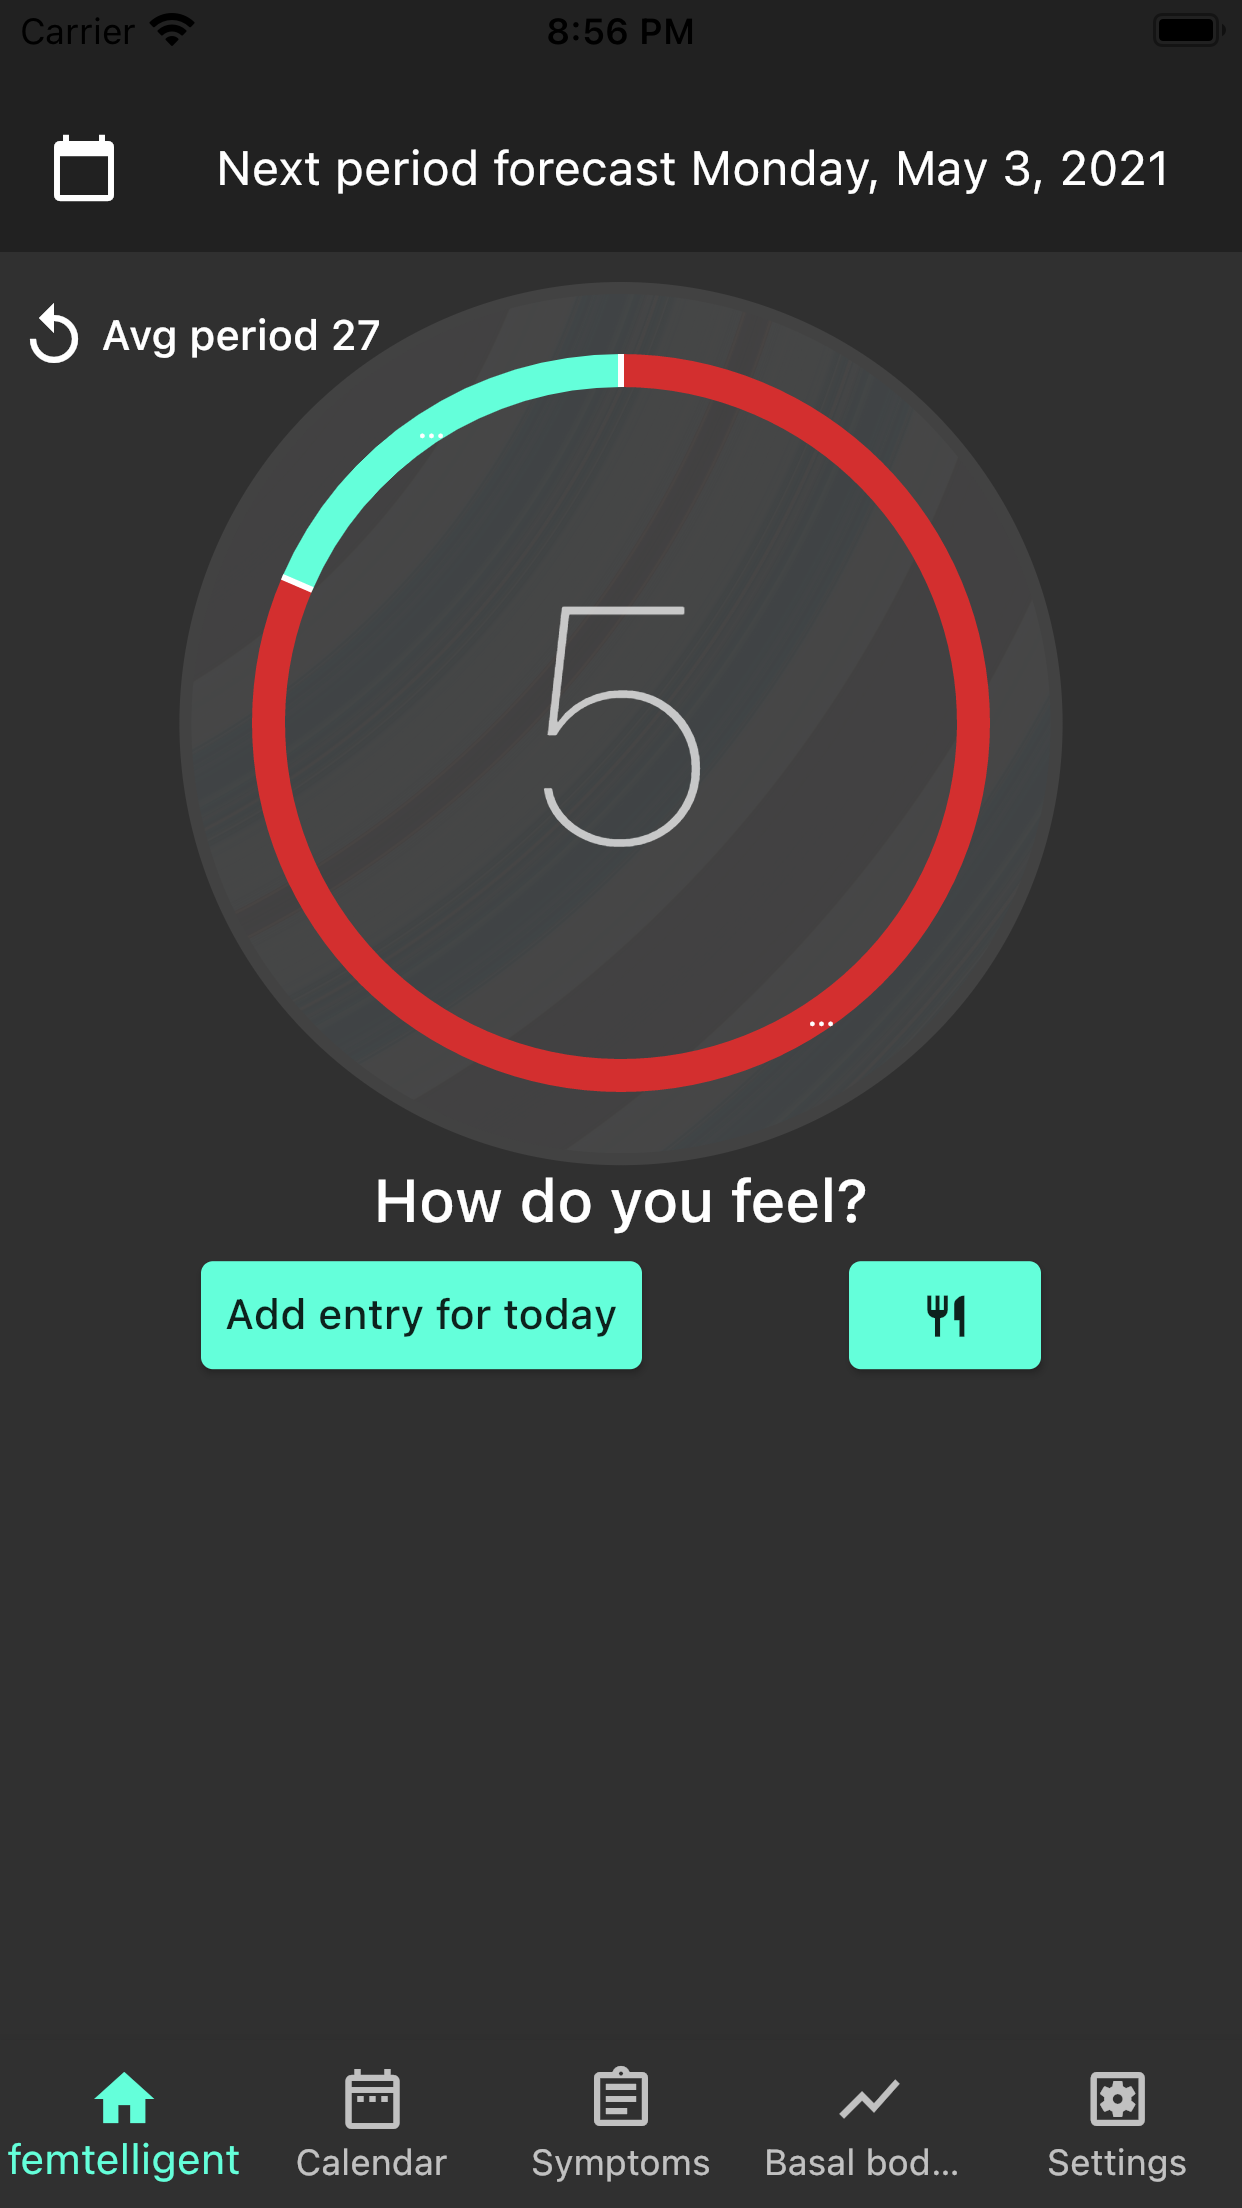 Carrier 8:56 PM
Next period forecast Monday, May 3, 2021
Avg period 27
...
5
...
How do you feel?
Add entry for today
femtelligent Calendar Symptoms Basal bod... Settings